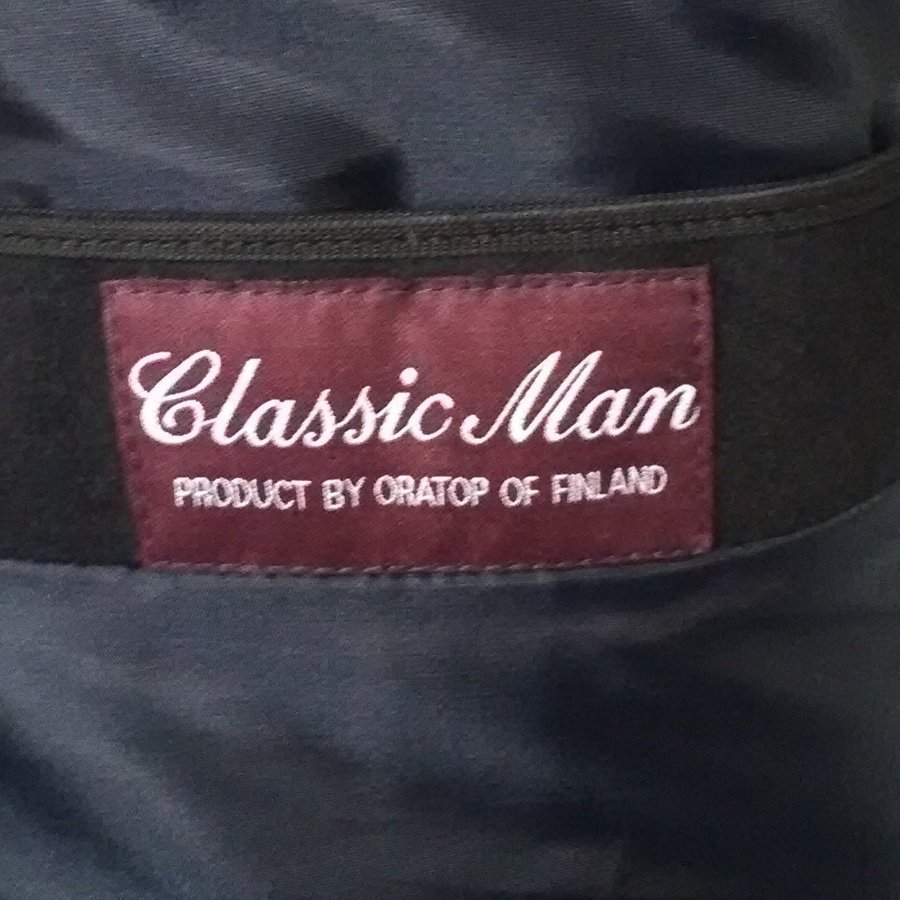 Classic Man
PRODUCT BY ORATOP OF FINLAND